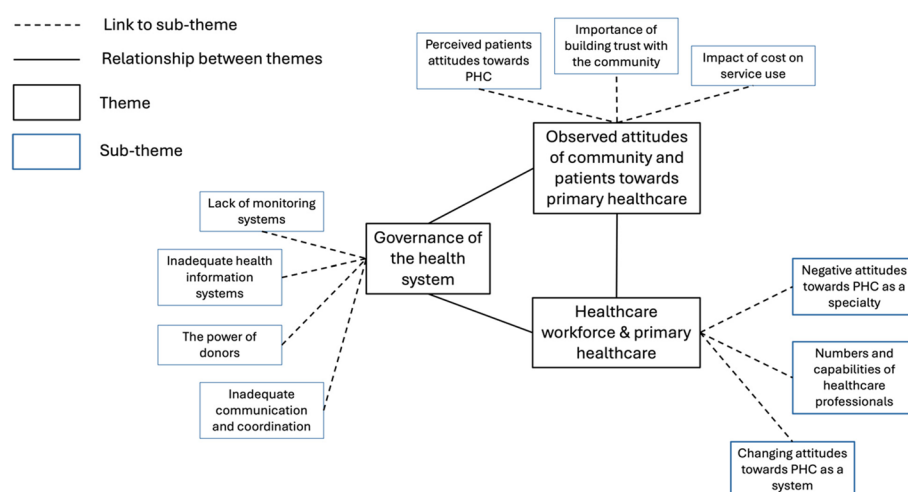 Link to sub-theme
Relationship between themes
Theme
Sub-theme
Perceived patients
attitudes towards
PHC
Importance of
building trust with
the community
Impact of cost on
service use
Observed attitudes
of community and
patients towards
primary healthcare
Lack of monitoring
systems
Inadequate health
information
systems
The power of
donors
Inadequate
communication
and coordination
Governance of
the health
system
Healthcare
workforce & primary
healthcare
Negative attitudes
towards PHC as a
specialty
Numbers and
capabilities of
healthcare
professionals
Changing attitudes
towards PHC as a
system